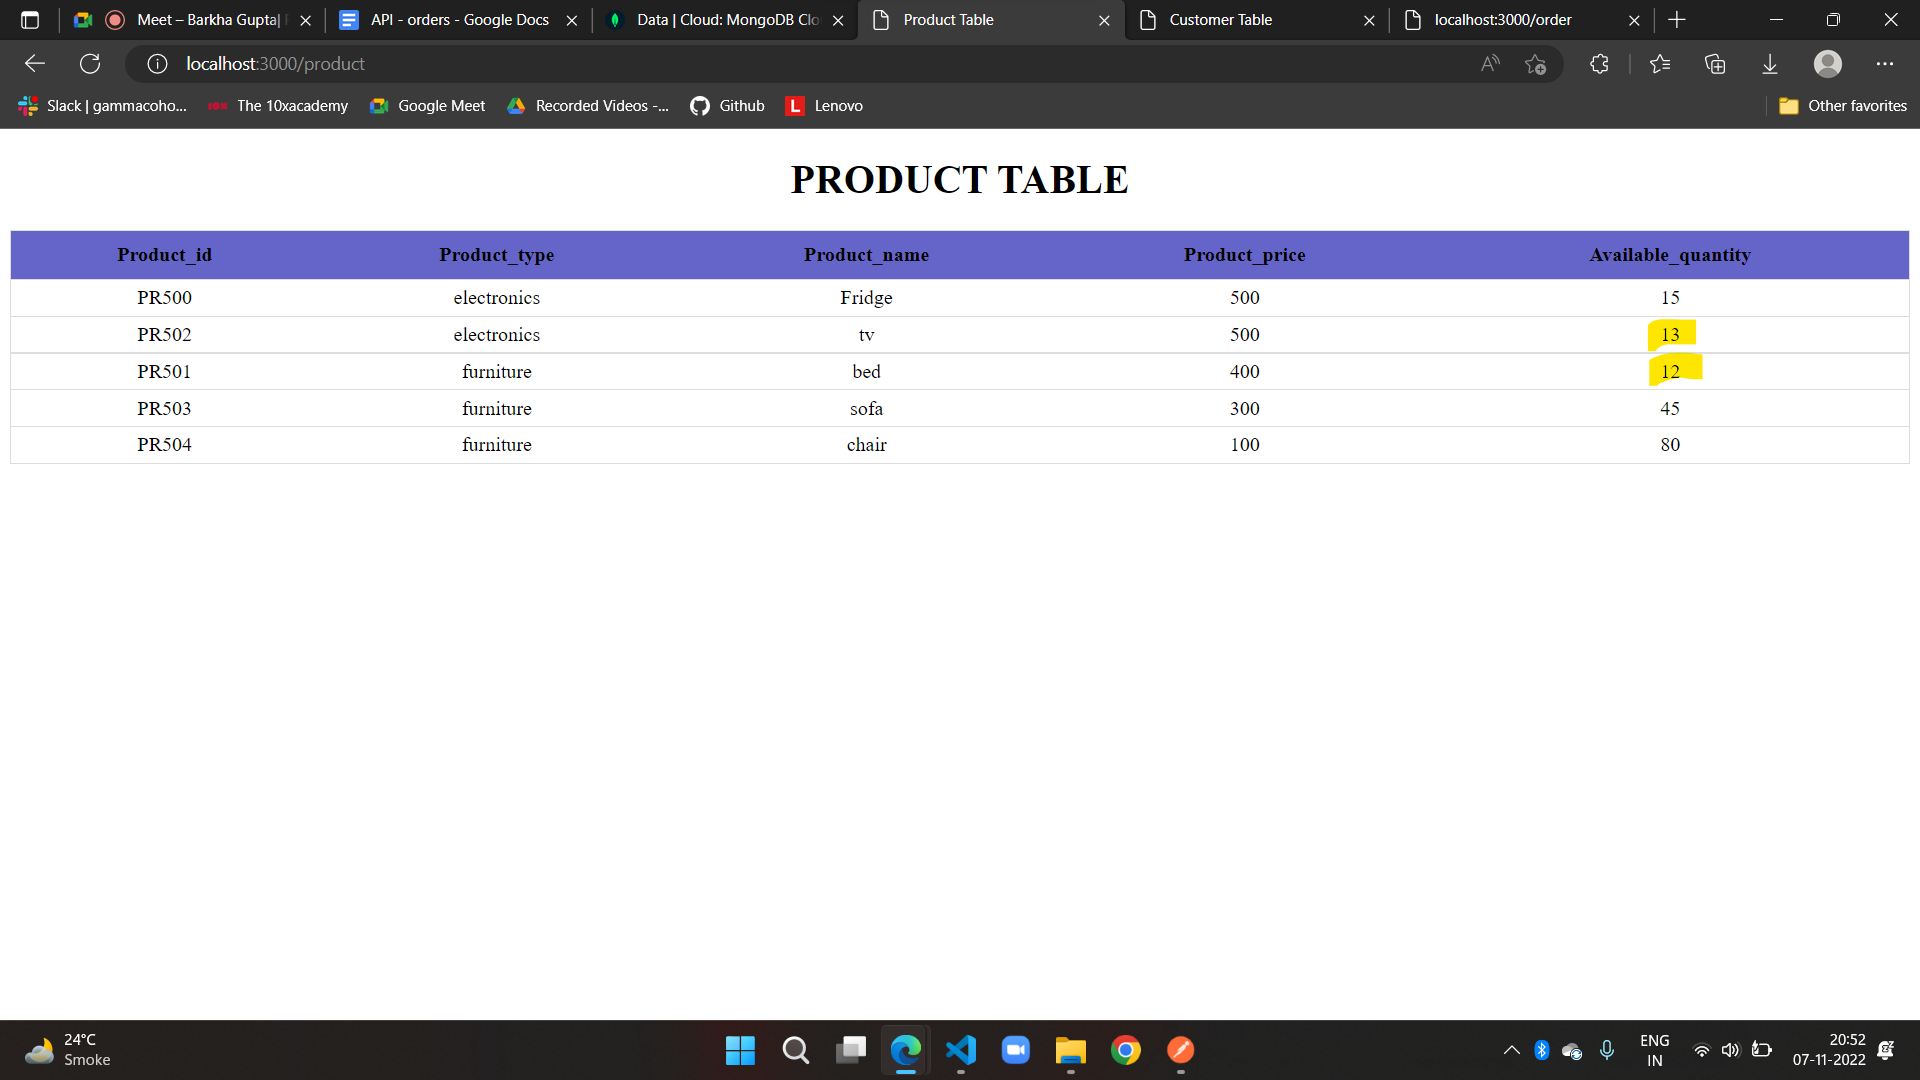 Meet – Barkha Gupta|
API - orders - Google Docs
Data | Cloud: MongoDB Clo
Product Table
Customer Table
localhost:3000/order
localhost:3000/product
Slack | gammacoho...
The 10xacademy
Google Meet
Recorded Videos -...
Github
L Lenovo
Other favorites
PRODUCT TABLE
Product_id Product_type Product_name Product_price Available_quantity
PR500 electronics Fridge 500 15
PR502 electronics tv 500 13
PR501 furniture bed 400 12
PR503 furniture sofa 300 45
PR504 furniture chair 100 80
24°C
Smoke
ENG
IN
20:52
07-11-2022